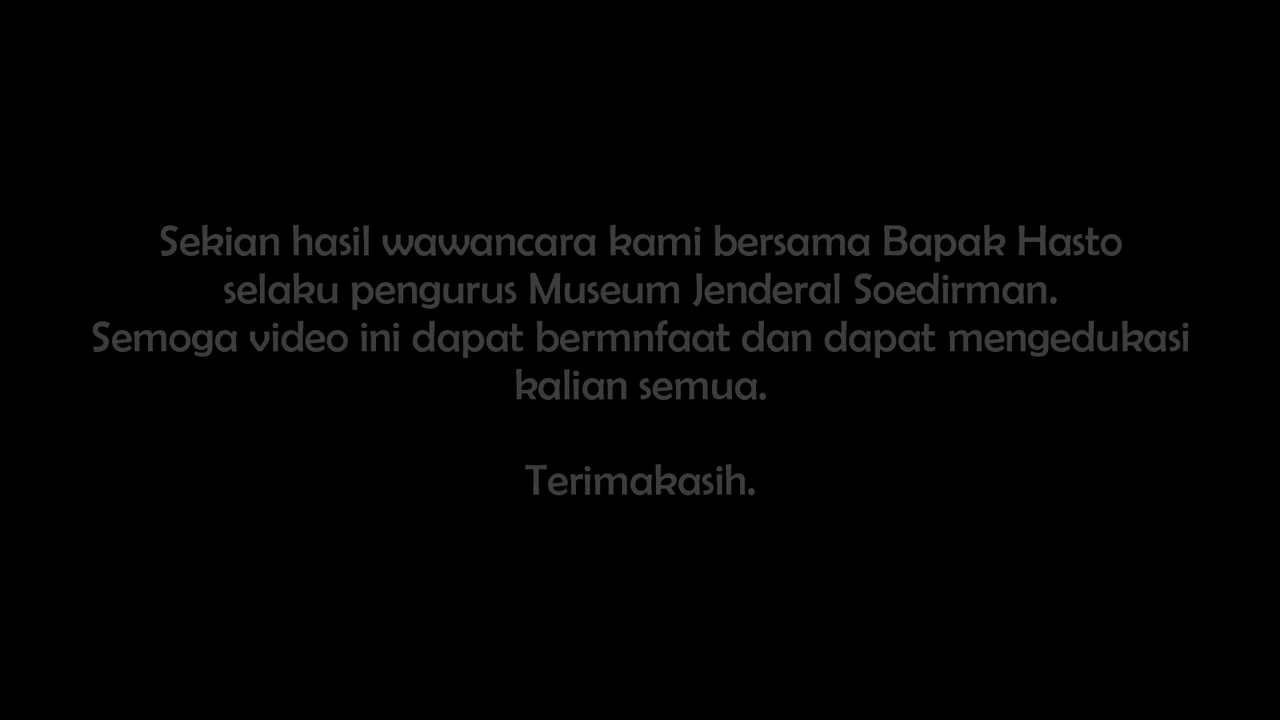 Sekian hasil wawancara kami bersama Bapak Hasto
selaku pengurus Museum Jenderal Soedirman.
Semoga video ini dapat bermnfaat dan dapat mengedukasi
kalian semua.
Terimakasih.